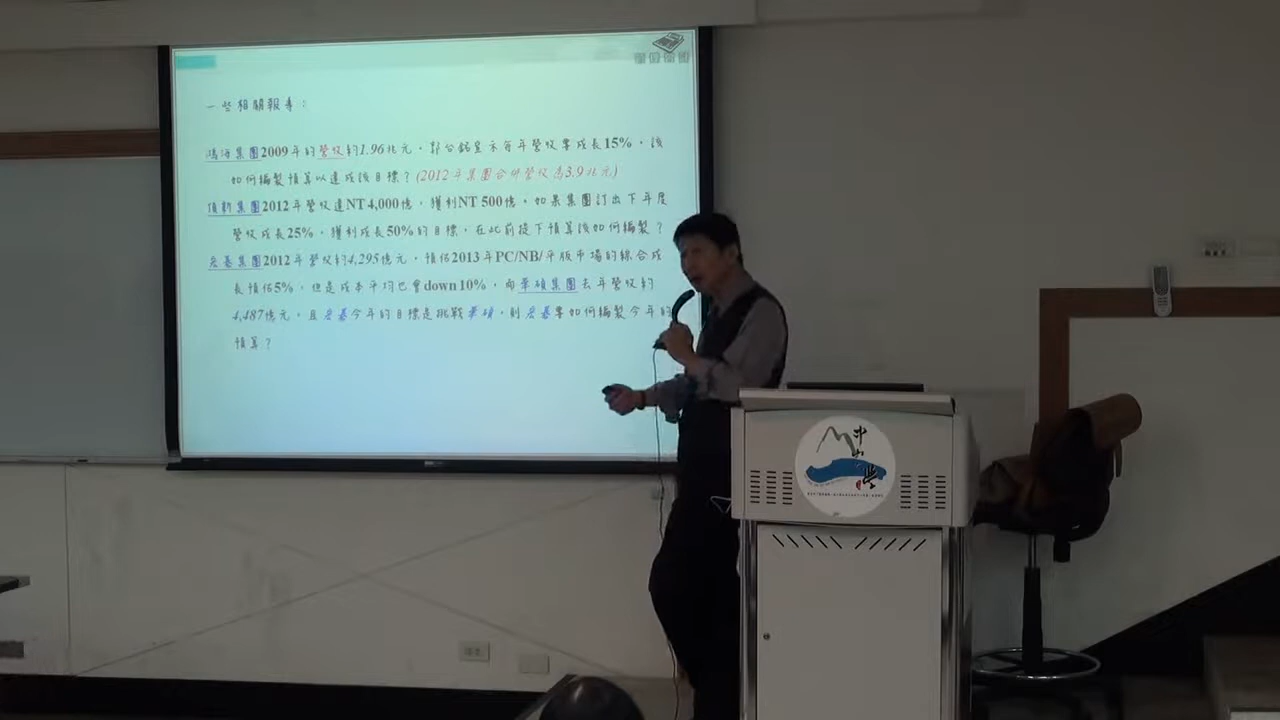 一些相關報導：
鴻海集團2009年的營收約1.96兆元，郭台銘宣示每年營收要成長15%，該
如何編製預算以達成該目標？(2012年集團合併營收為3.9兆元)
頂新集團2012年營收達NT 4,000億，獲利NT 500億，如果集團訂出下年度
營收成長25%，獲利成長50%的目標，在此前提下預算該如何編製？
宏碁集團2012年營收約4,295億元，預估2013年PC/NB/平版市場的綜合成
長預估5%，但是成本平均也會down 10%，而華碩集團去年營收約
4,487億元，且宏碁今年的目標是挑戰華碩，則宏碁要如何編製今年的
預算？
中山